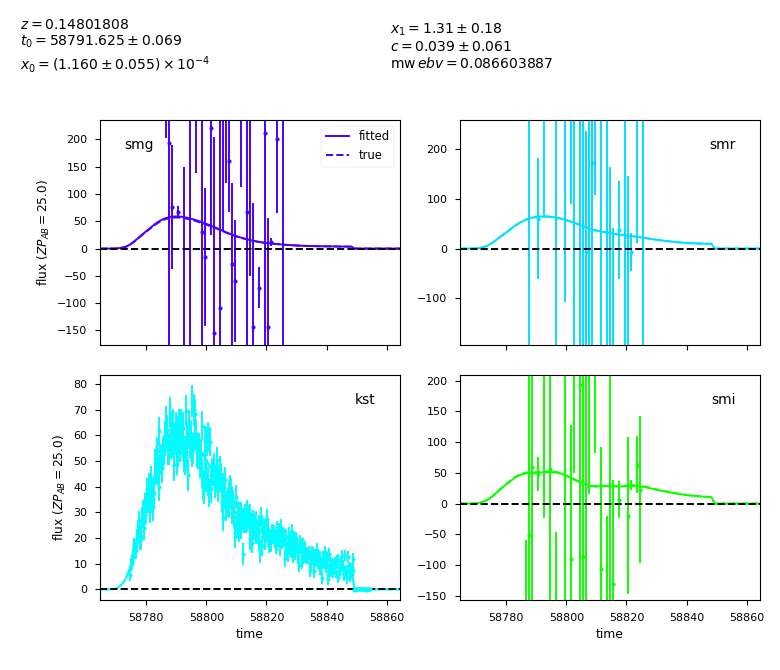 z = 0.14801808
t₀ = 58791.625 ± 0.069
x₀ = (1.160 ± 0.055) × 10⁻⁴
x₁ = 1.31 ± 0.18
c = 0.039 ± 0.061
mw ebv = 0.086603887
smg
fitted
true
200
150
100
50
0
−50
−100
−150
flux (ZP_AB = 25.0)
smr
200
100
0
−100
kst
80
70
60
50
40
30
20
10
0
flux (ZP_AB = 25.0)
58780
58800
58820
58840
58860
time
smi
200
150
100
50
0
−50
−100
−150
58780
58800
58820
58840
58860
time